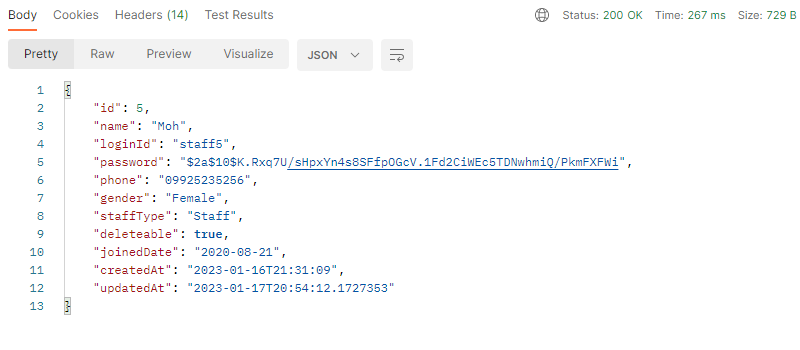 Body Cookies Headers (14) Test Results Status: 200 OK Time: 267 ms Size: 729 B
Pretty Raw Preview Visualize JSON
1 {
2 "id": 5,
3 "name": "Moh",
4 "loginId": "staff5",
5 "password": "$2a$10$K.Rxq7U/sHpxYn4s8SFfpOGcV.1Fd2CiWEc5TDNwhmiQ/PkmFXFWi",
6 "phone": "09925235256",
7 "gender": "Female",
8 "staffType": "Staff",
9 "deleteable": true,
10 "joinedDate": "2020-08-21",
11 "createdAt": "2023-01-16T21:31:09",
12 "updatedAt": "2023-01-17T20:54:12.1727353"
13 }